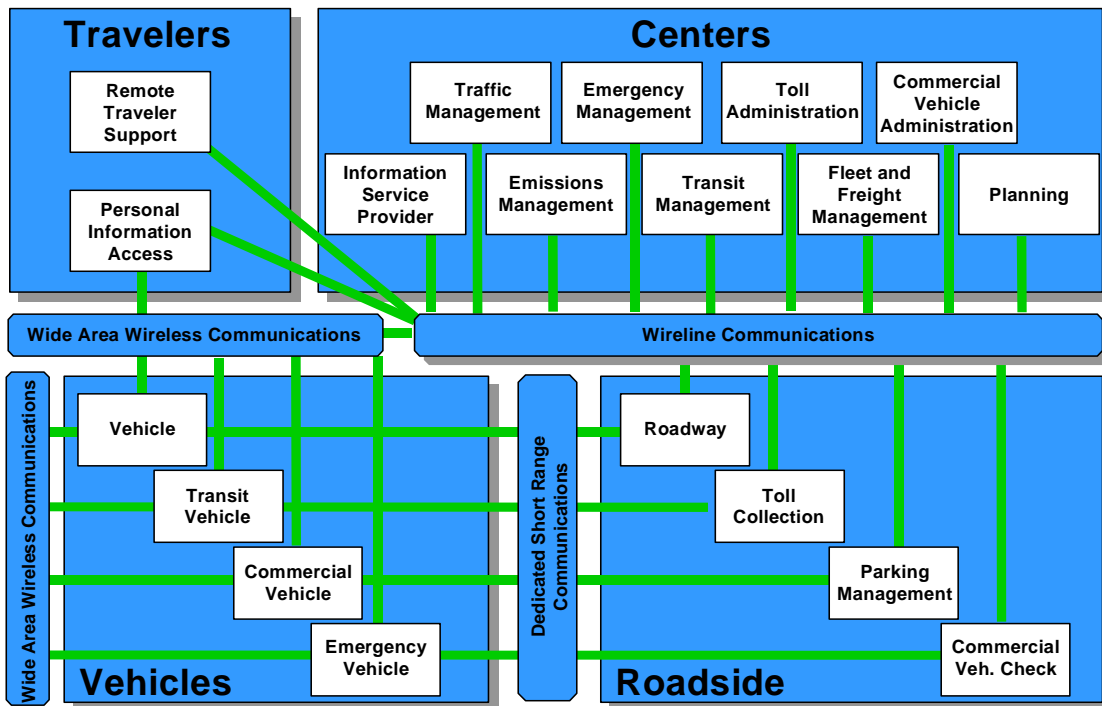 Travelers
Remote
Traveler
Support
Personal
Information
Access
Centers
Traffic
Management
Emergency
Management
Toll
Administration
Commercial
Vehicle
Administration
Information
Service
Provider
Emissions
Management
Transit
Management
Fleet and
Freight
Management
Planning
Wide Area Wireless Communications
Wireline Communications
Wide Area Wireless Communications
Vehicle
Transit
Vehicle
Commercial
Vehicle
Emergency
Vehicle
Vehicles
Dedicated Short Range
Communications
Roadway
Toll
Collection
Parking
Management
Commercial
Veh. Check
Roadside